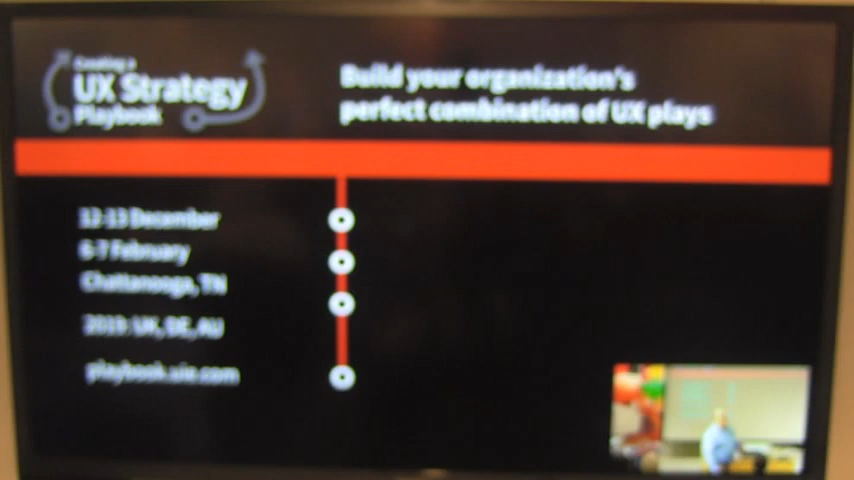 Creating a
UX Strategy
Playbook
Build your organization's
perfect combination of UX plays
12-13 December
6-7 February
Chattanooga, TN
2019: UK, DE, AU
playbook.uie.com